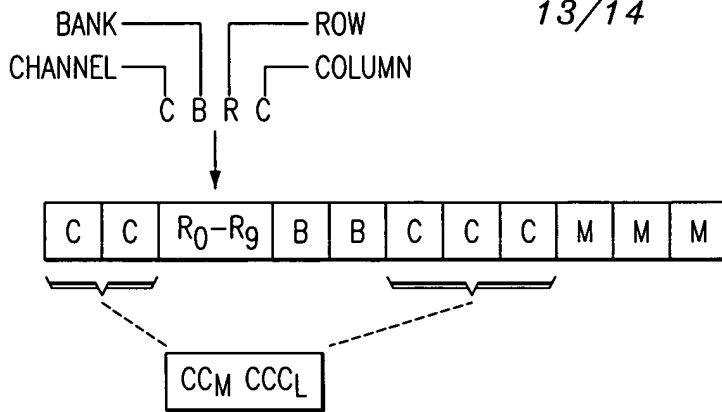 13/14
BANK ROW
CHANNEL COLUMN
C B R C
C C R0-R9 B B C C C M M M
CCM CCCL